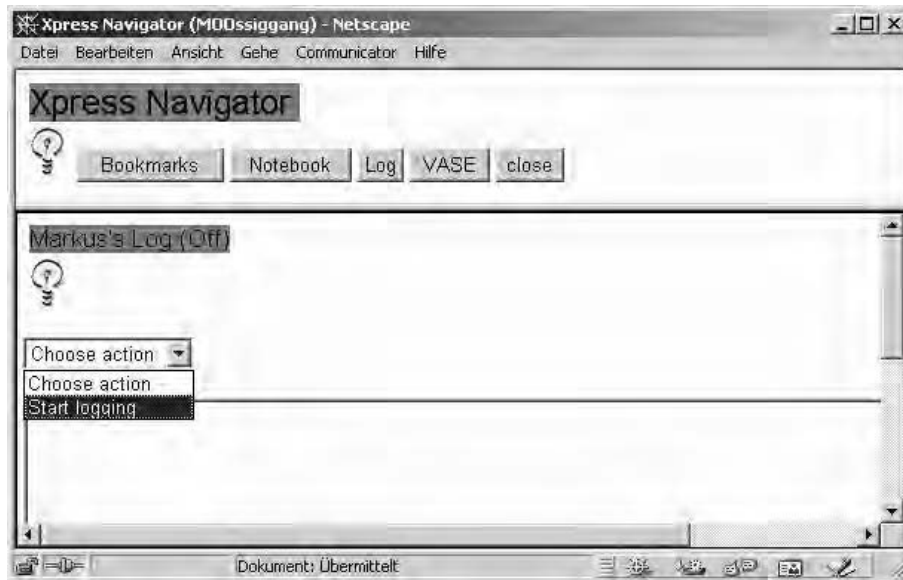 Xpress Navigator (MOOssiggang) - Netscape
Datei Bearbeiten Ansicht Gehe Communicator Hilfe
Xpress Navigator
Bookmarks Notebook Log VASE close
Markus's Log (Off)
Choose action
Choose action
Start logging
Dokument: Übermittelt